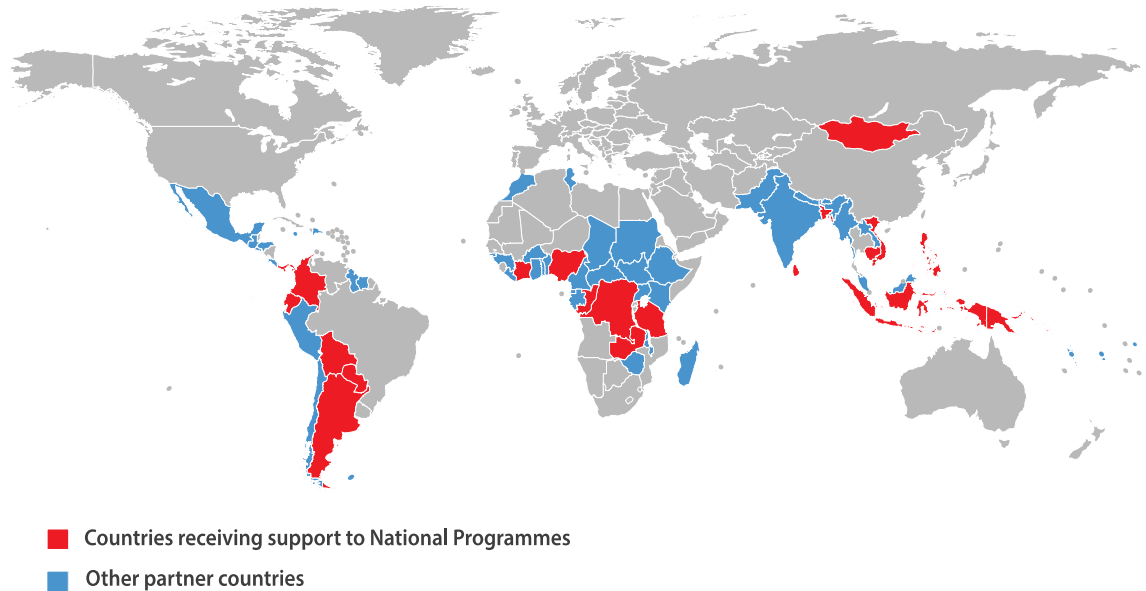 Countries receiving support to National Programmes
Other partner countries